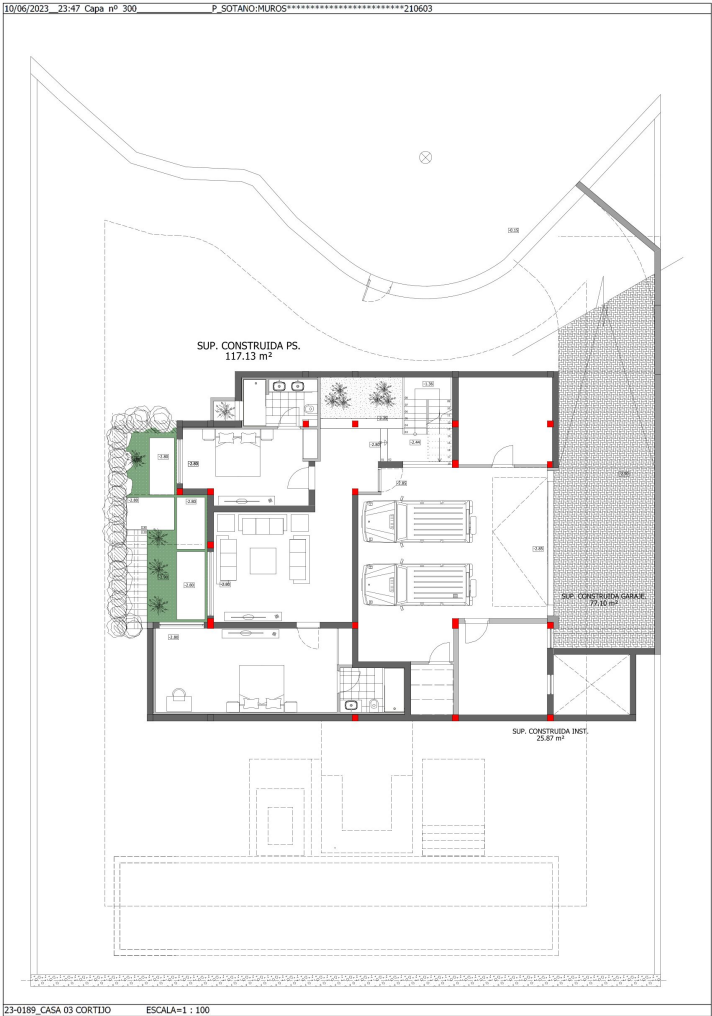 10/06/2023__23:47 Capa nº 300____________P_SOTANO:MUROS************************210603
SUP. CONSTRUIDA PS.
117.13 m²
SUP. CONSTRUIDA GARAJE.
77.10 m²
SUP. CONSTRUIDA INST.
25.87 m²
23-0189_CASA 03 CORTIJO ESCALA=1 : 100